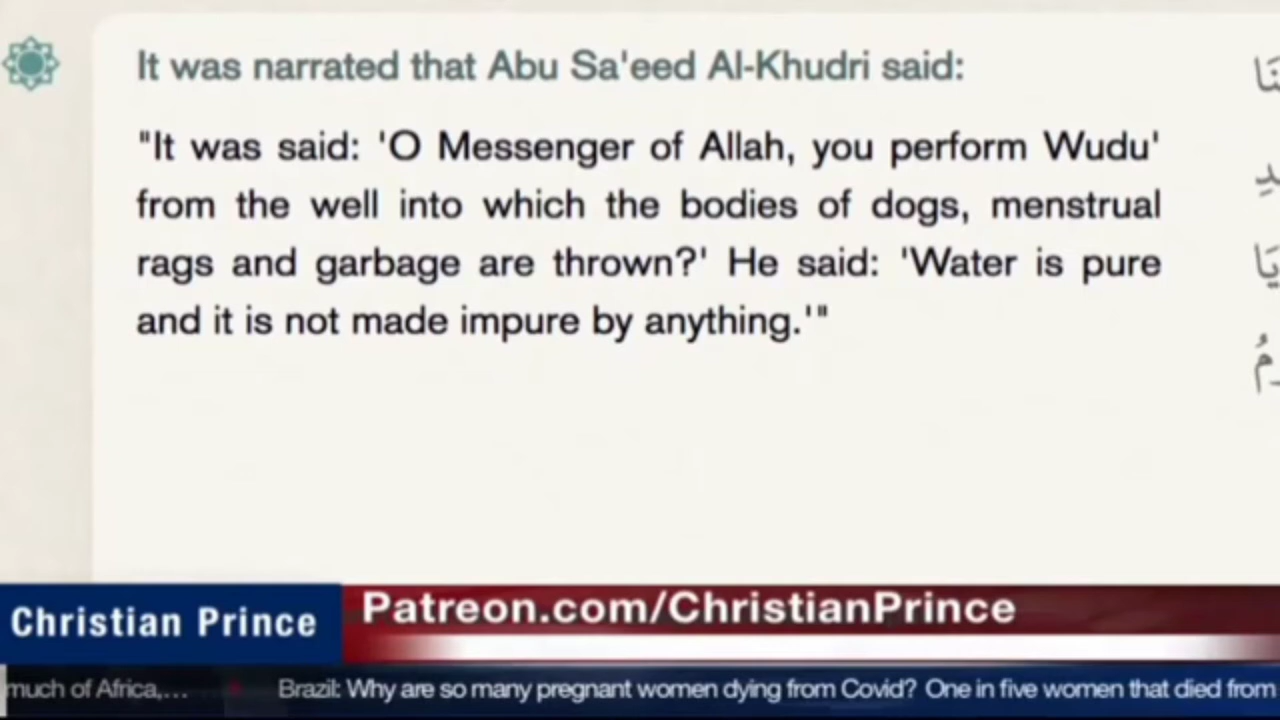 It was narrated that Abu Sa'eed Al-Khudri said:
"It was said: 'O Messenger of Allah, you perform Wudu'
from the well into which the bodies of dogs, menstrual
rags and garbage are thrown?' He said: 'Water is pure
and it is not made impure by anything.'"
Christian Prince
Patreon.com/ChristianPrince
much of Africa,...
Brazil: Why are so many pregnant women dying from Covid? One in five women that died from